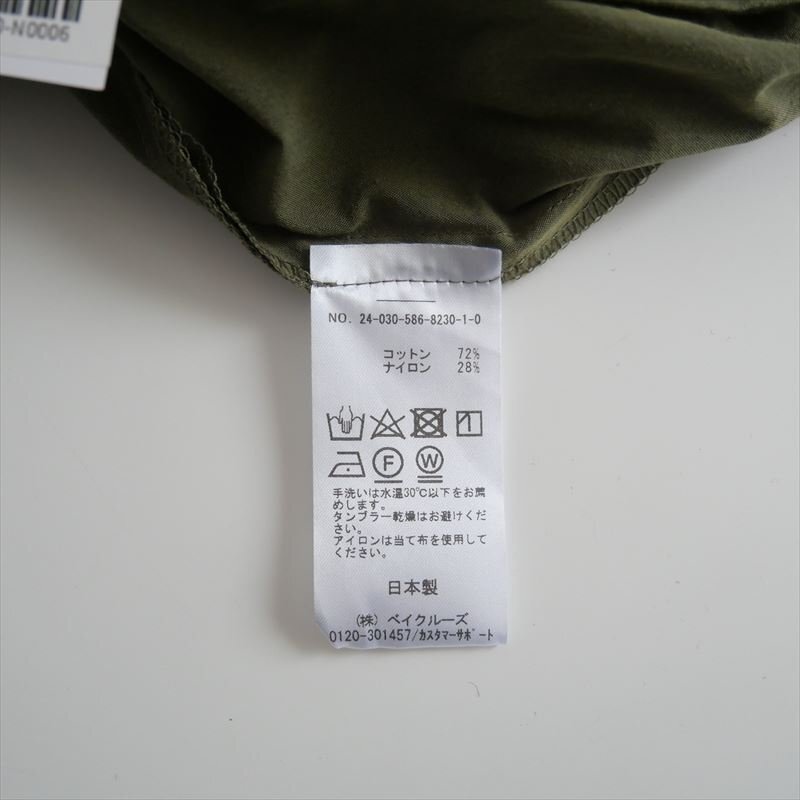 -N0006
NO. 24-030-586-8230-1-0
コットン 72%
ナイロン 28%
F W
手洗いは水温30℃以下をお薦
めします。
タンブラー乾燥はお避けくだ
さい。
アイロンは当て布を使用して
ください。
日本製
(株) ベイクルーズ
0120-301457/カスタマーサポート